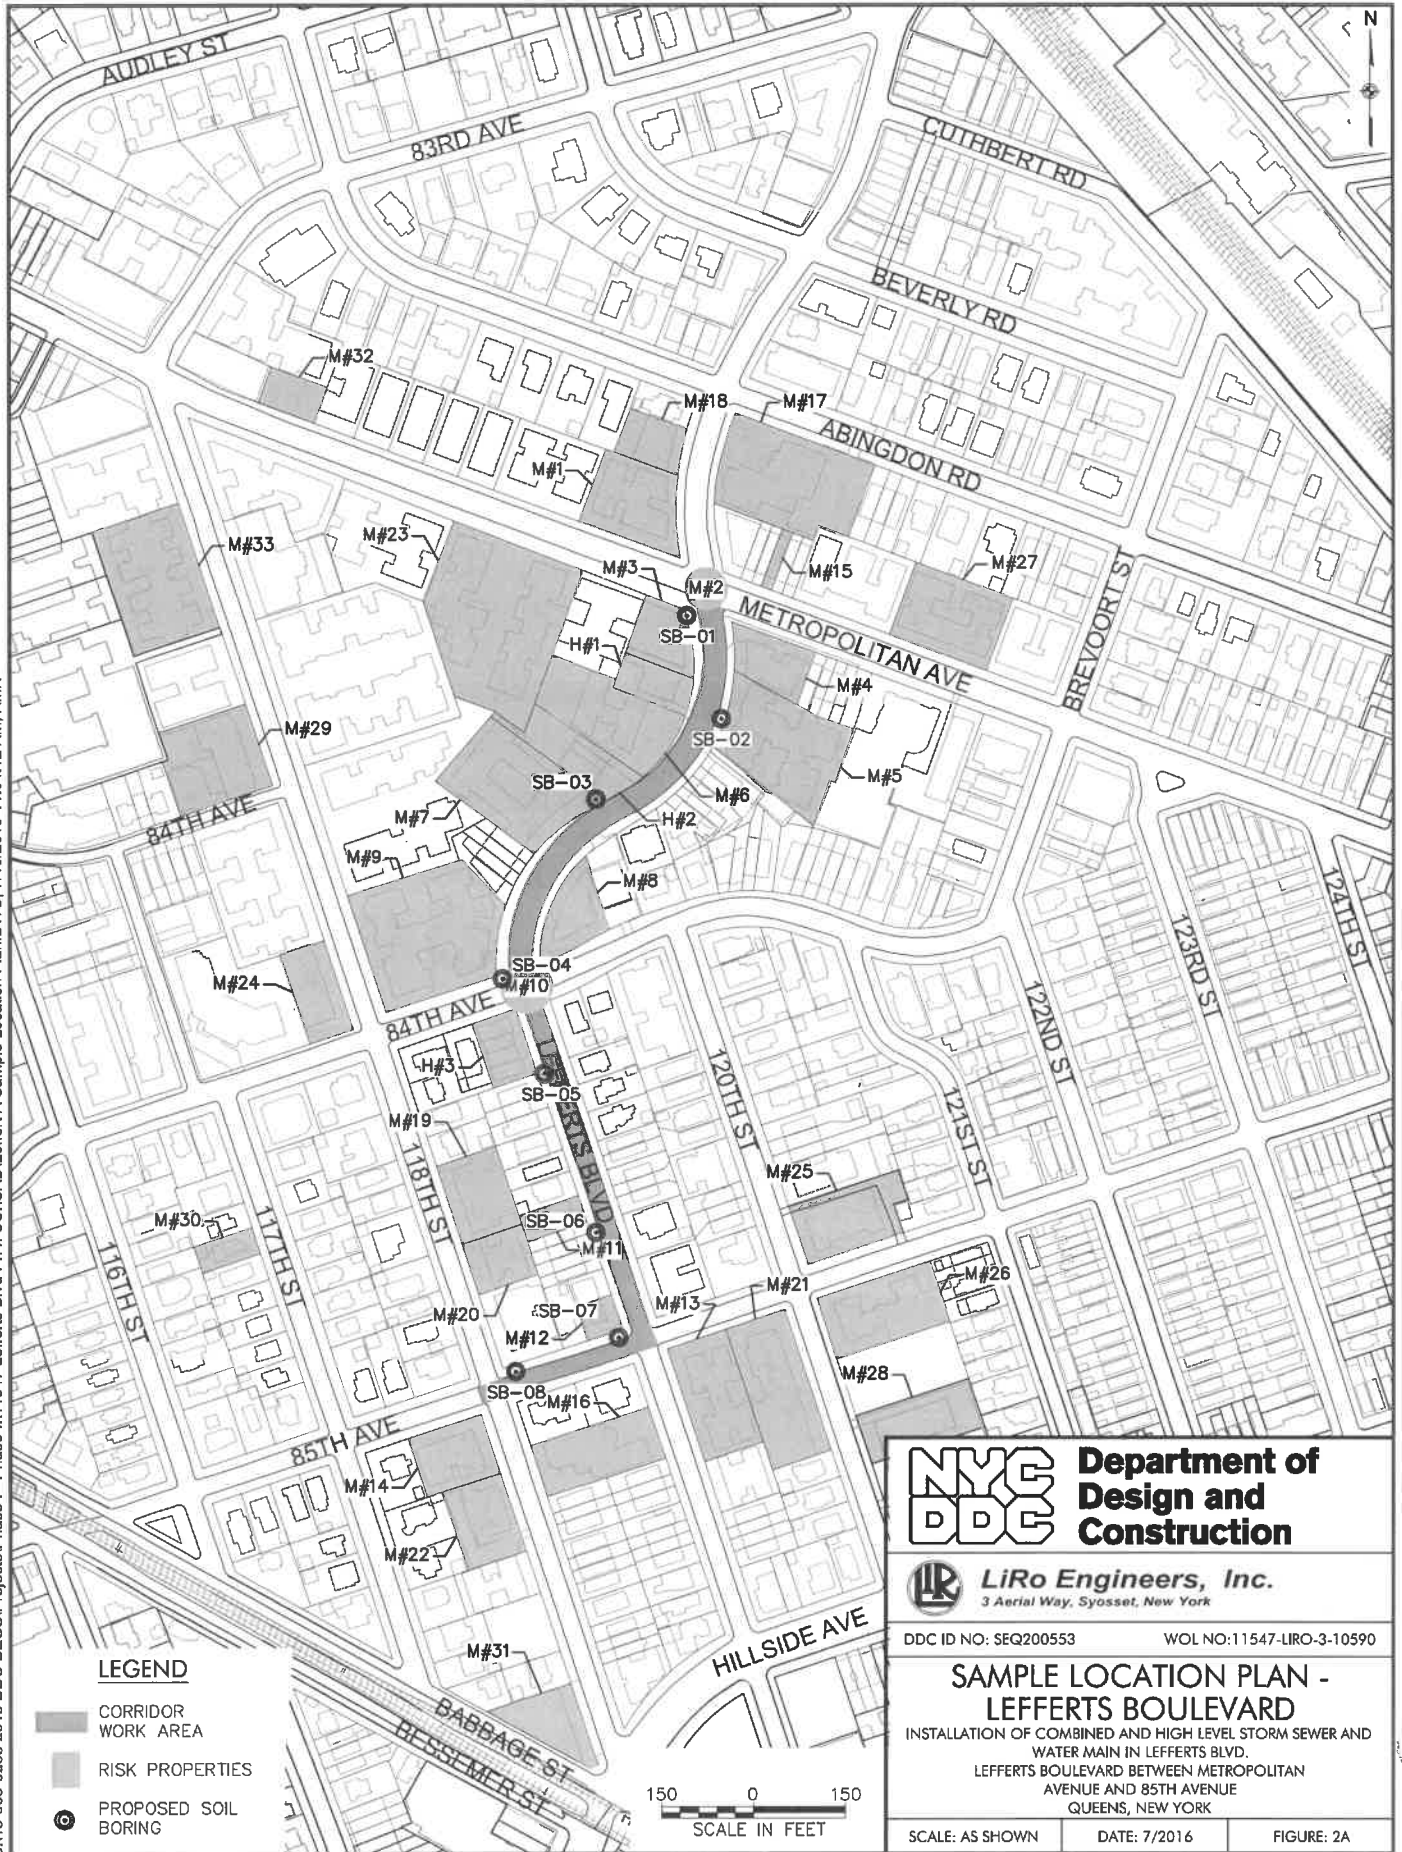 N
AUDLEY ST
83RD AVE
CUTHBERT RD
BEVERLY RD
M#32
M#18
M#17
ABINGDON RD
M#1
M#23
M#33
M#3
M#2
M#15
M#27
SB-01
METROPOLITAN AVE
BREVOORT ST
H#1
M#4
M#29
SB-02
M#5
SB-03
M#6
M#7
H#2
84TH AVE
M#9
M#8
124TH ST
123RD ST
SB-04
M#24
M#10
84TH AVE
122ND ST
H#3
SB-05
120TH ST
121ST ST
M#19
118TH ST
M#25
M#30
SB-06
M#11
117TH ST
116TH ST
M#26
M#21
M#20
SB-07
M#13
M#12
SB-08
M#16
M#28
85TH AVE
M#14
M#22
HILLSIDE AVE
M#31
BABBAGE ST
BESSEMER ST
LEGEND
CORRIDOR
WORK AREA
RISK PROPERTIES
PROPOSED SOIL
BORING
150 0 150
SCALE IN FEET
NYC
DDC
Department of
Design and
Construction
LiRo Engineers, Inc.
3 Aerial Way, Syosset, New York
DDC ID NO: SEQ200553 WOL NO:11547-LIRO-3-10590
SAMPLE LOCATION PLAN -
LEFFERTS BOULEVARD
INSTALLATION OF COMBINED AND HIGH LEVEL STORM SEWER AND
WATER MAIN IN LEFFERTS BLVD.
LEFFERTS BOULEVARD BETWEEN METROPOLITAN
AVENUE AND 85TH AVENUE
QUEENS, NEW YORK
SCALE: AS SHOWN DATE: 7/2016 FIGURE: 2A